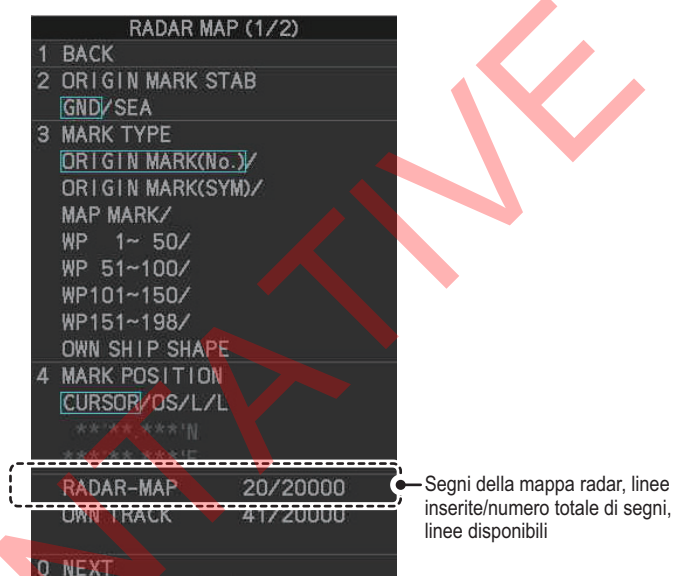 RADAR MAP (1/2)
1 BACK
2 ORIGIN MARK STAB
GND/SEA
3 MARK TYPE
ORIGIN MARK(No.)/
ORIGIN MARK(SYM)/
MAP MARK/
WP 1~ 50/
WP 51~100/
WP101~150/
WP151~198/
OWN SHIP SHAPE
4 MARK POSITION
CURSOR/OS/L/L
**'**.***'N
***'**.***'E
RADAR-MAP 20/20000
OWN TRACK 41/20000
0 NEXT
Segni della mappa radar, linee
inserite/numero totale di segni,
linee disponibili